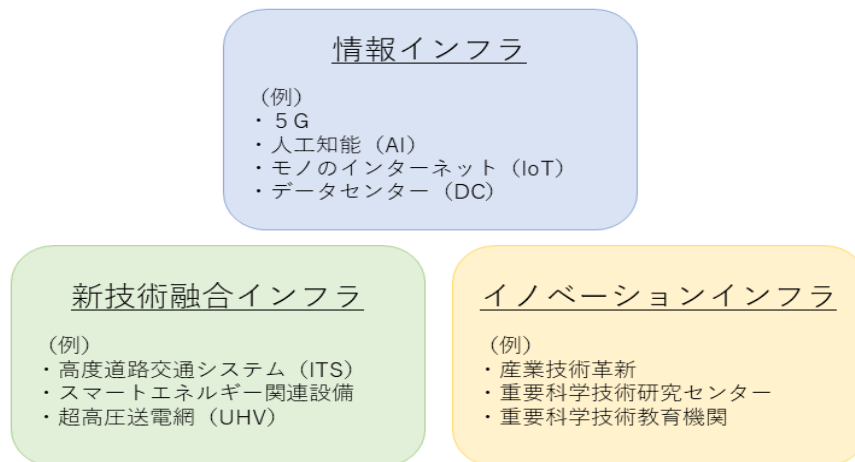 情報インフラ
（例）
・５G
・人工知能（AI）
・モノのインターネット（IoT）
・データセンター（DC）
新技術融合インフラ
（例）
・高度道路交通システム（ITS）
・スマートエネルギー関連設備
・超高圧送電網（UHV）
イノベーションインフラ
（例）
・産業技術革新
・重要科学技術研究センター
・重要科学技術教育機関